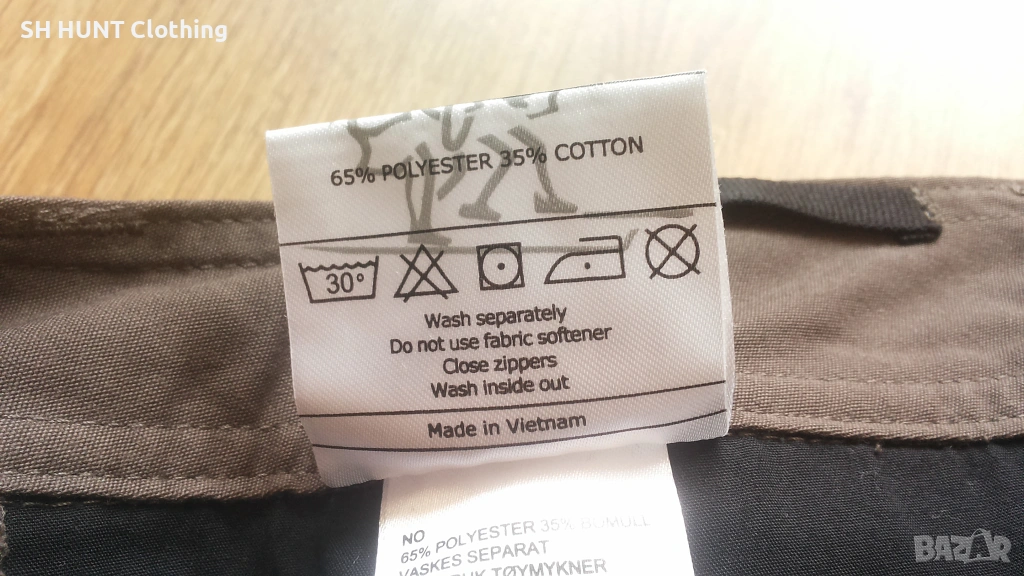 SH HUNT Clothing
65% POLYESTER 35% COTTON
30°
Wash separately
Do not use fabric softener
Close zippers
Wash inside out
Made in Vietnam
NO
65% POLYESTER 35% BOMULL
VASKES SEPARAT
TØYMYKNER
BAZAR